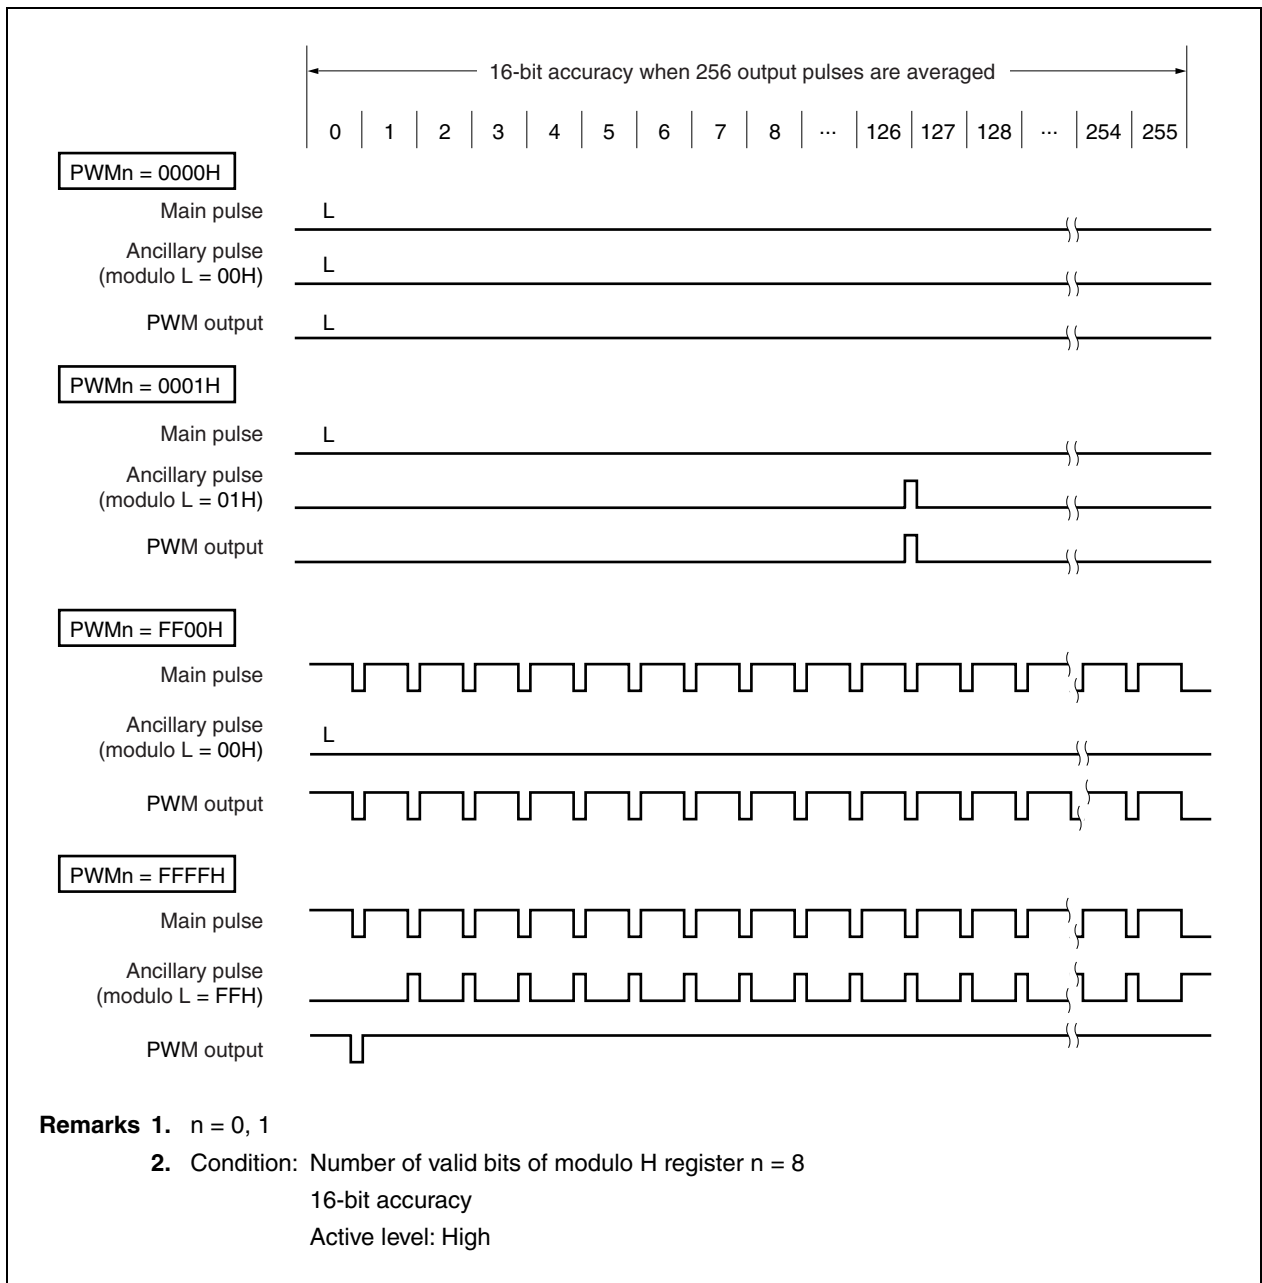 16-bit accuracy when 256 output pulses are averaged
0 1 2 3 4 5 6 7 8 ... 126 127 128 ... 254 255
PWMn = 0000H
Main pulse L
Ancillary pulse
(modulo L = 00H) L
PWM output L
PWMn = 0001H
Main pulse L
Ancillary pulse
(modulo L = 01H)
PWM output
PWMn = FF00H
Main pulse
Ancillary pulse
(modulo L = 00H) L
PWM output
PWMn = FFFFH
Main pulse
Ancillary pulse
(modulo L = FFH)
PWM output
Remarks 1. n = 0, 1
2. Condition: Number of valid bits of modulo H register n = 8
16-bit accuracy
Active level: High